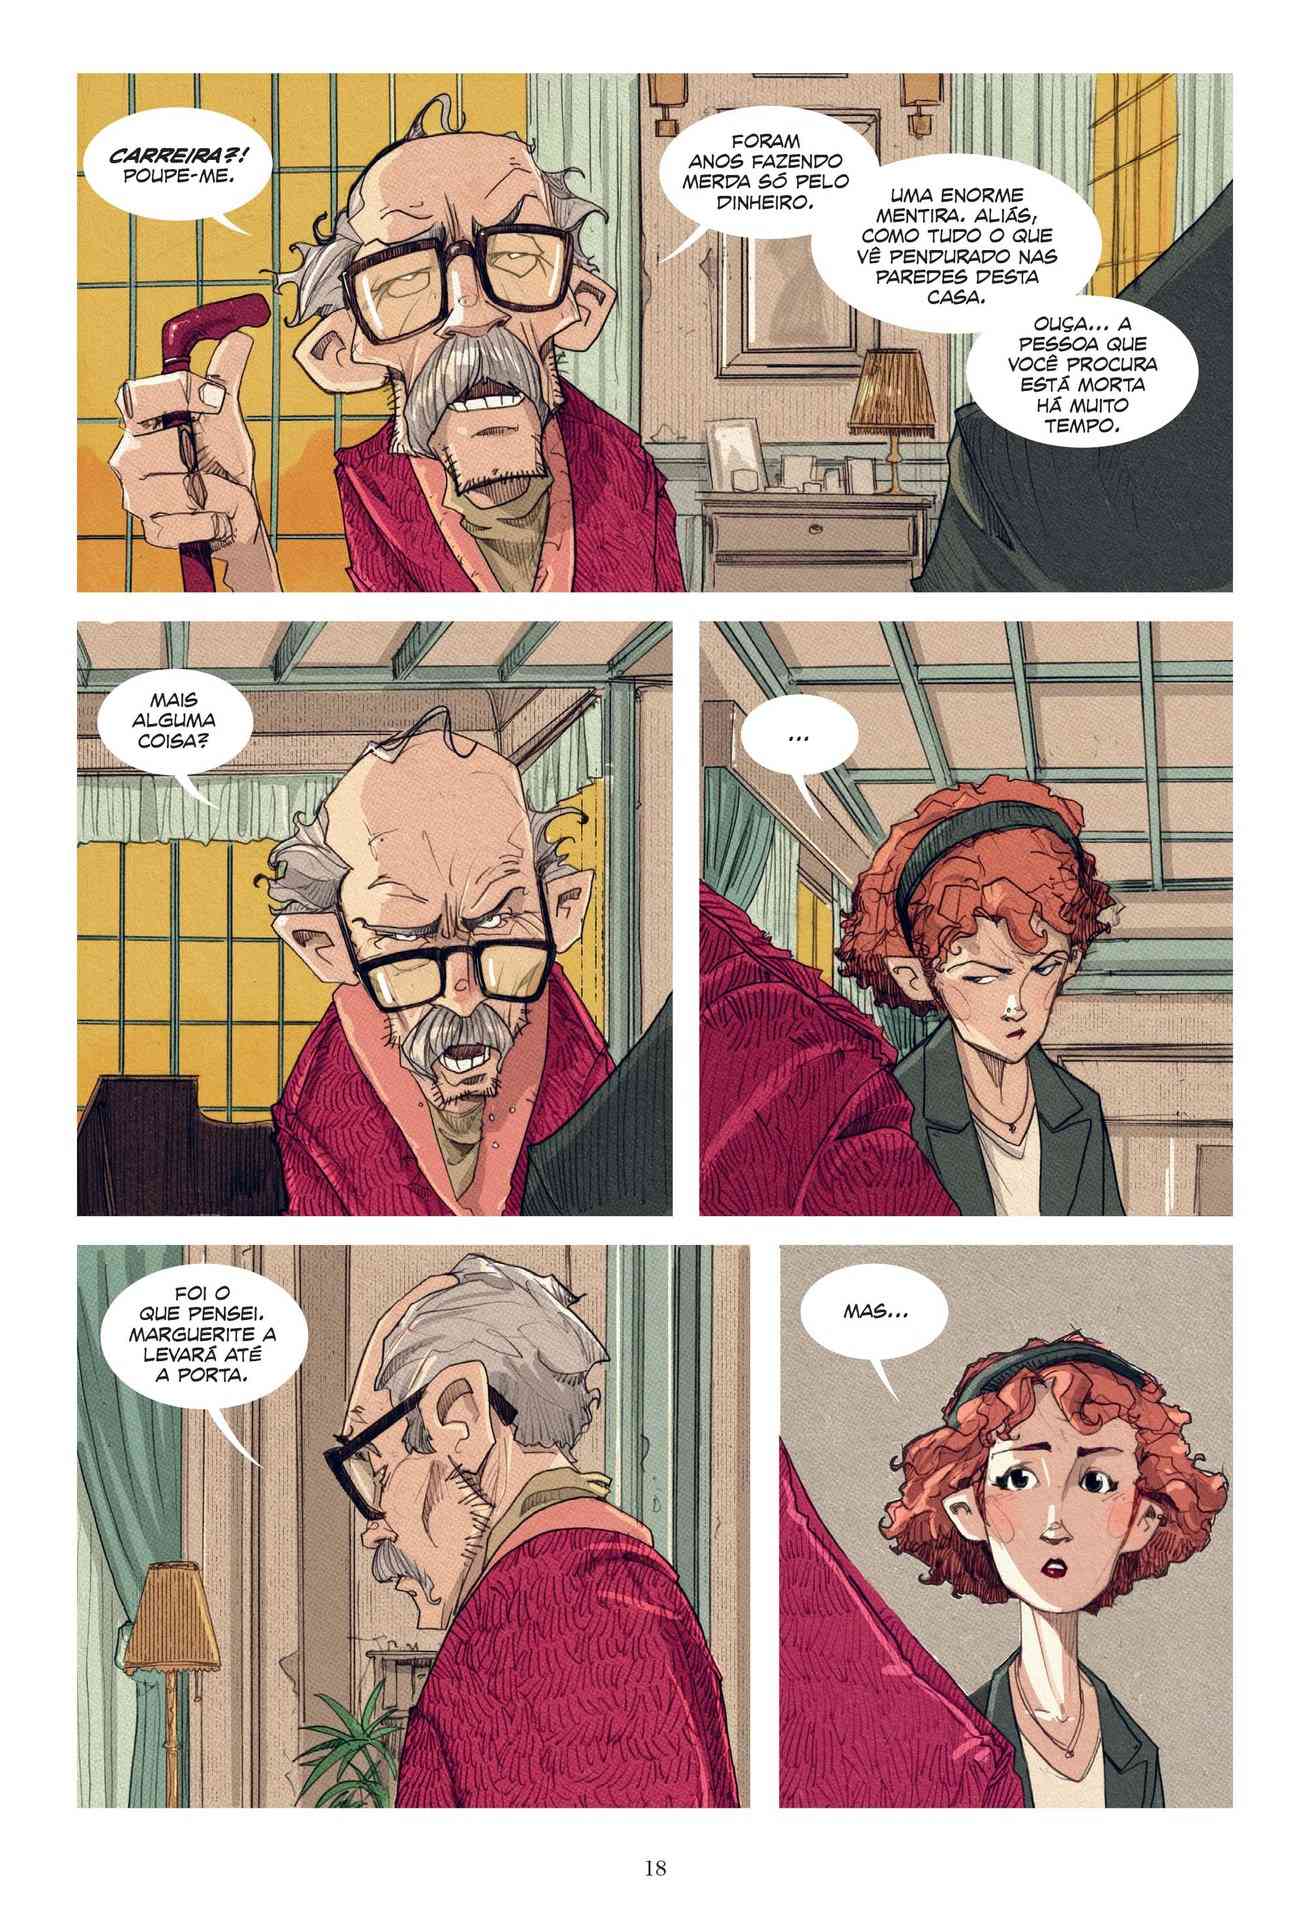 CARREIRA?!
POUPE-ME.
FORAM
ANOS FAZENDO
MERDA SÓ PELO
DINHEIRO.
UMA ENORME
MENTIRA. ALIÁS,
COMO TUDO O QUE
VÊ PENDURADO NAS
PAREDES DESTA
CASA.
OUÇA... A
PESSOA QUE
VOCÊ PROCURA
ESTÁ MORTA
HÁ MUITO
TEMPO.
MAIS
ALGUMA
COISA?
...
FOI O
QUE PENSEI.
MARGUERITE A
LEVARÁ ATÉ
A PORTA.
MAS...
18